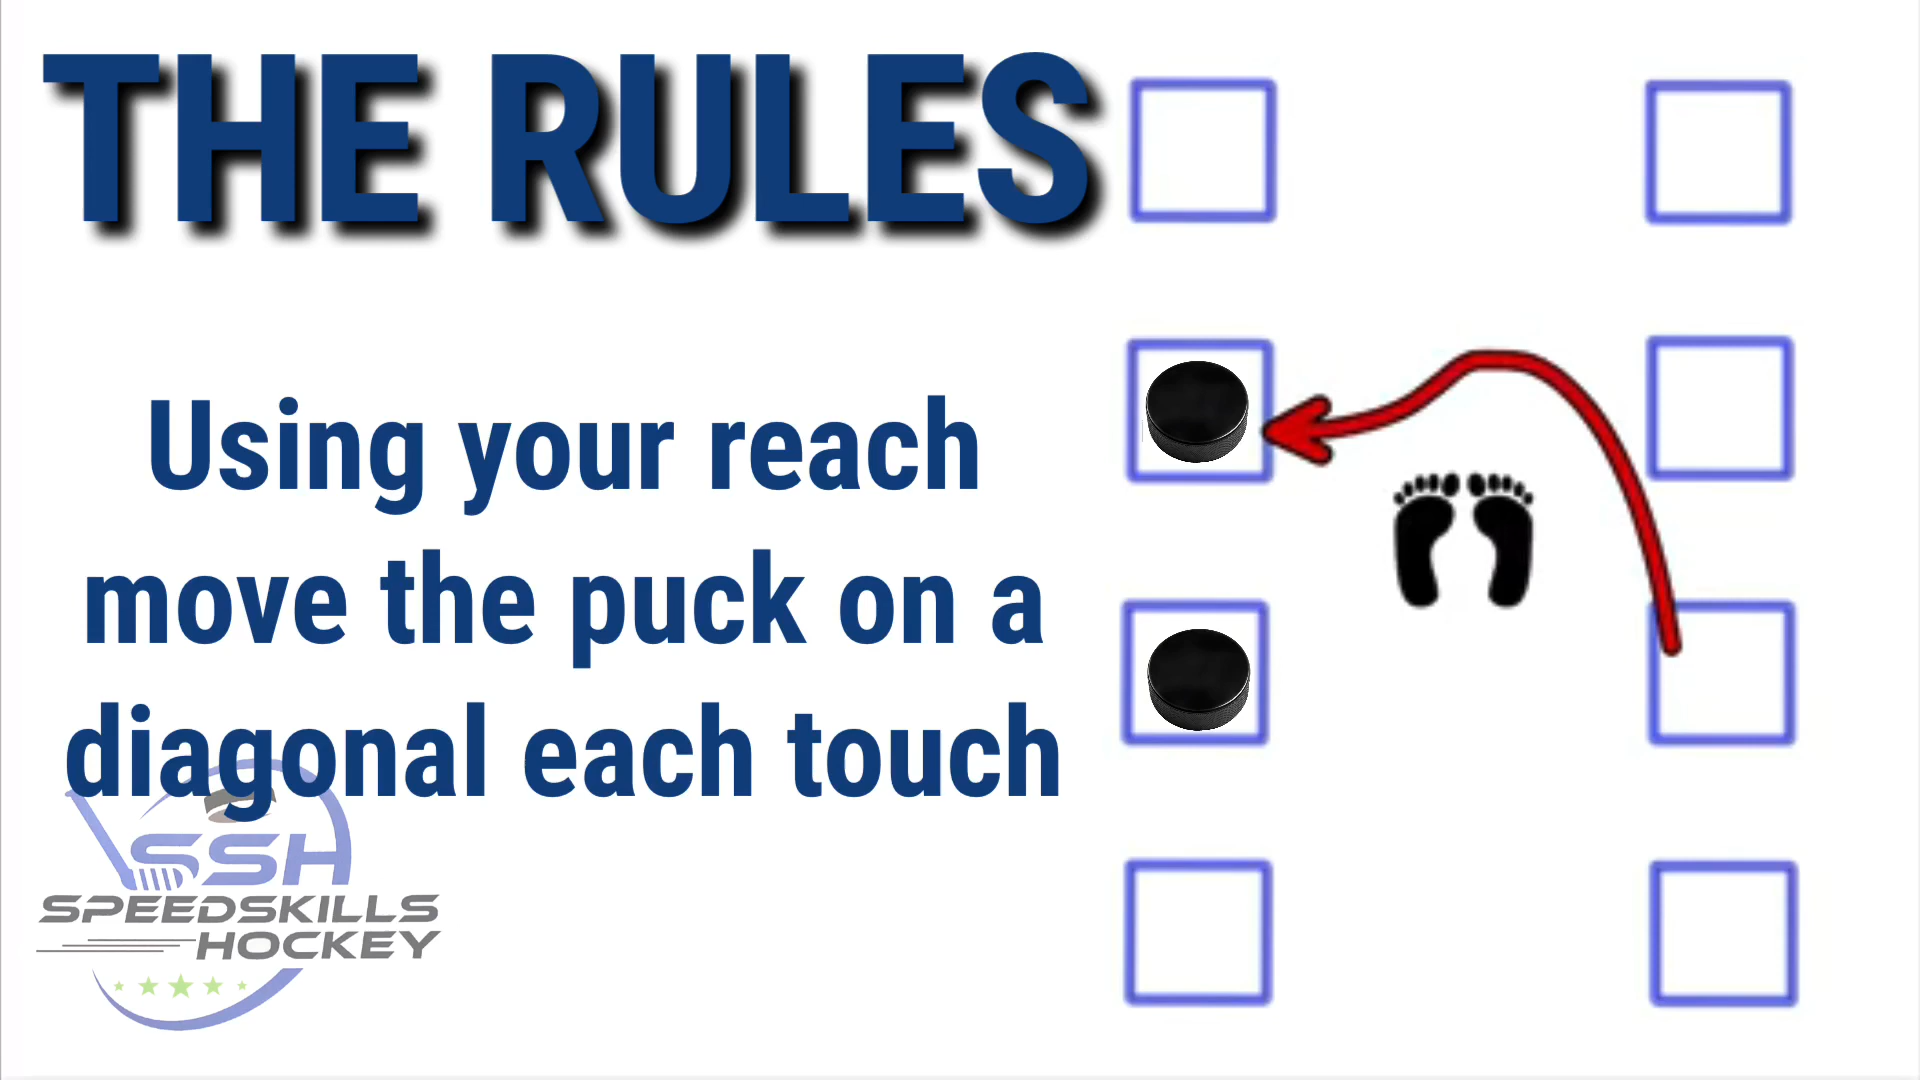 THE RULES
Using your reach
move the puck on a
diagonal each touch
SSH
SPEEDSKILLS
HOCKEY